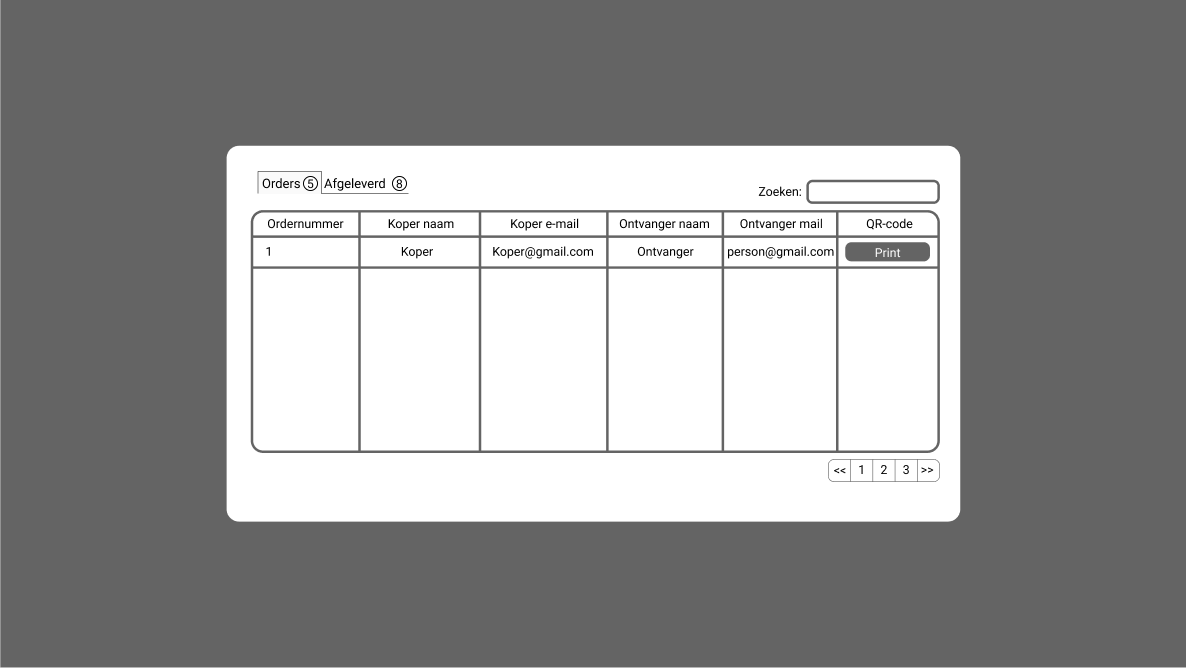 Orders 5 Afgeleverd 8
Zoeken:
Ordernummer Koper naam Koper e-mail Ontvanger naam Ontvanger mail QR-code
1 Koper Koper@gmail.com Ontvanger person@gmail.com Print
<< 1 2 3 >>